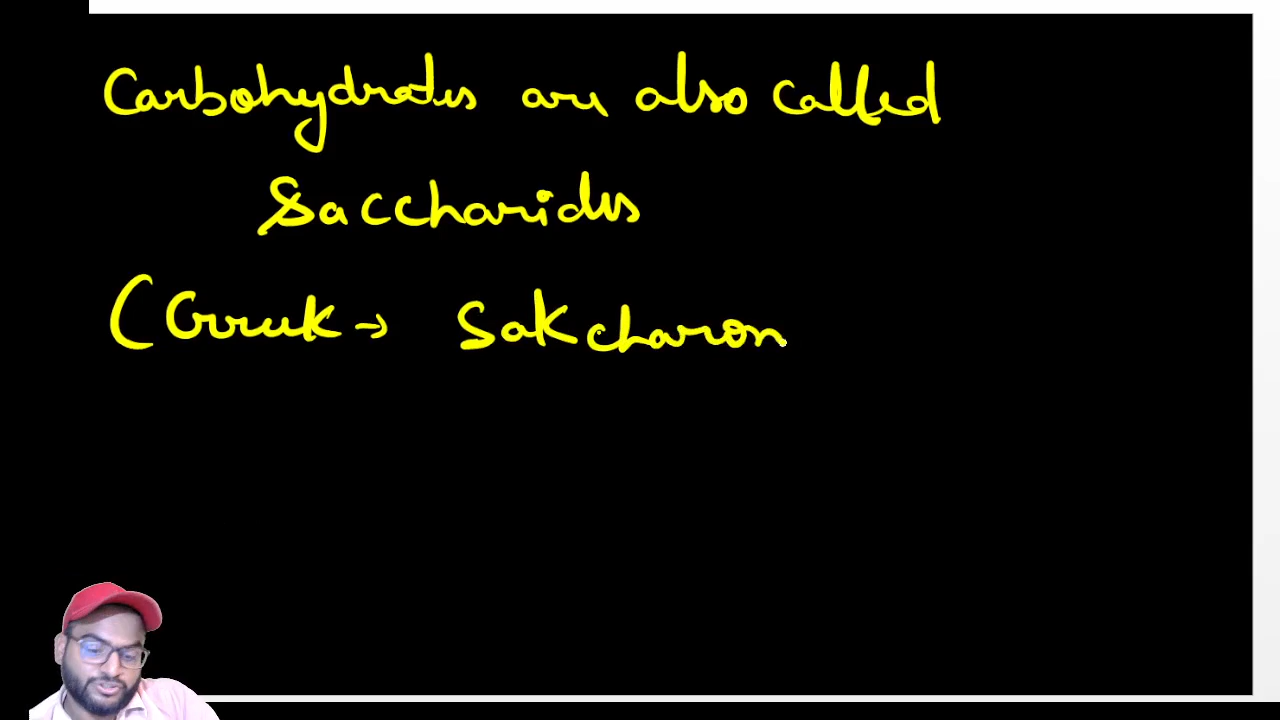 Carbohydrates are also called
Saccharides
(Greek → Sakcharon